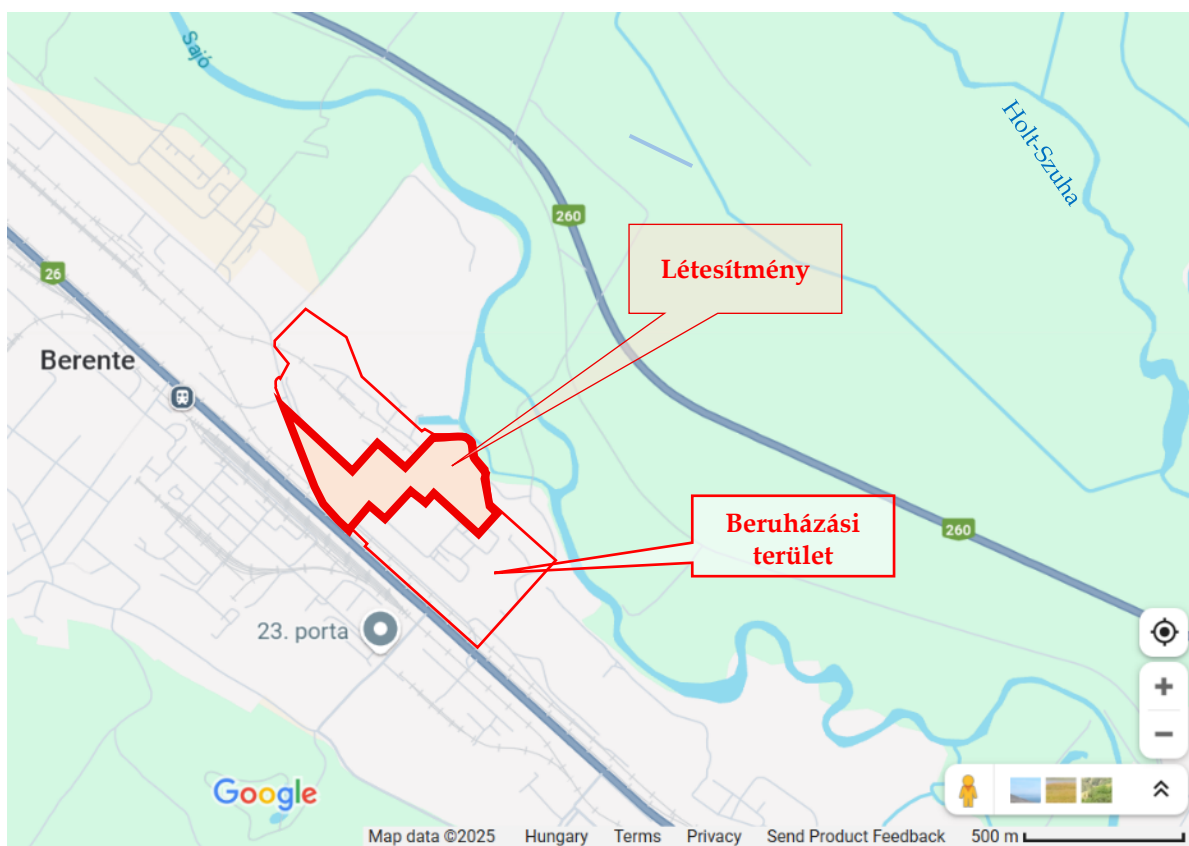 Sajó
Holt-Szuha
260
Létesítmény
26
Berente
Beruházási
terület
260
23. porta
Google
Map data ©2025 Hungary Terms Privacy Send Product Feedback 500 m